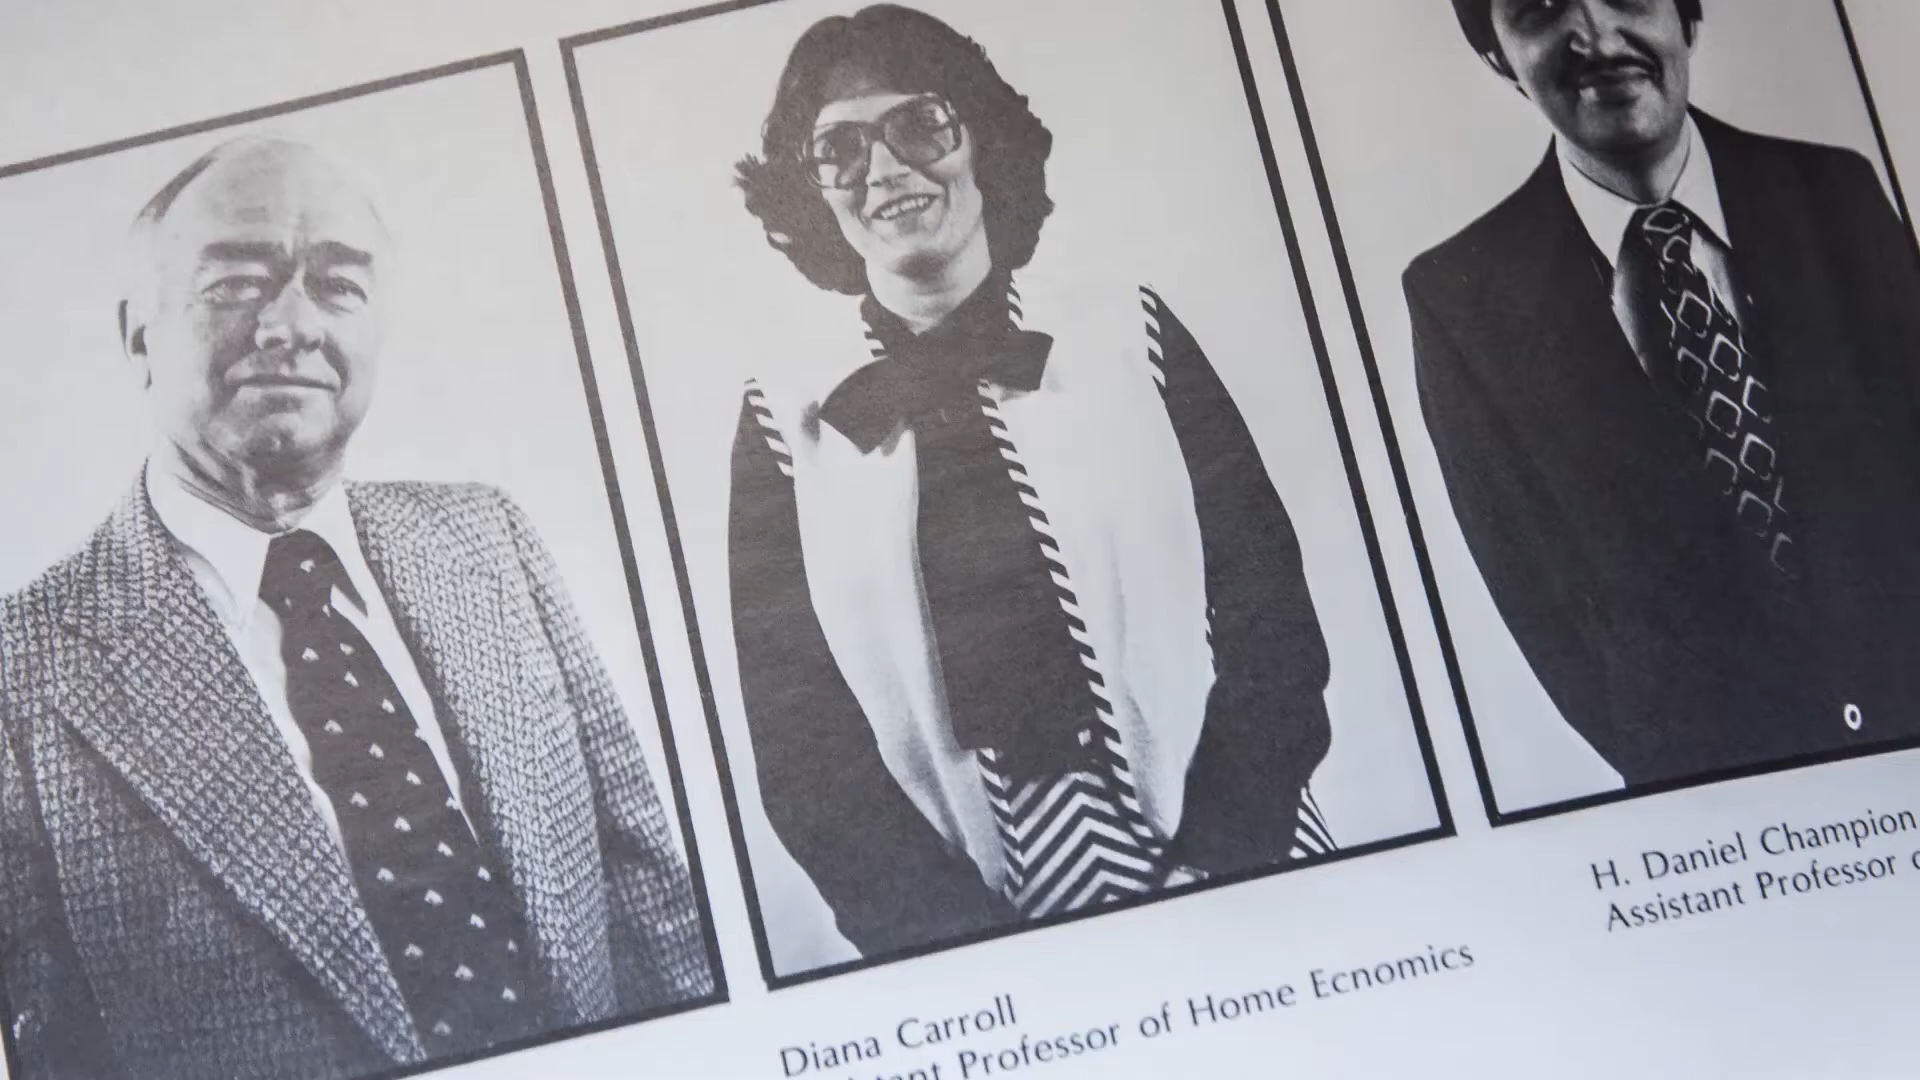 Diana Carroll
Professor of Home Ecnomics
H. Daniel Champion
Assistant Professor